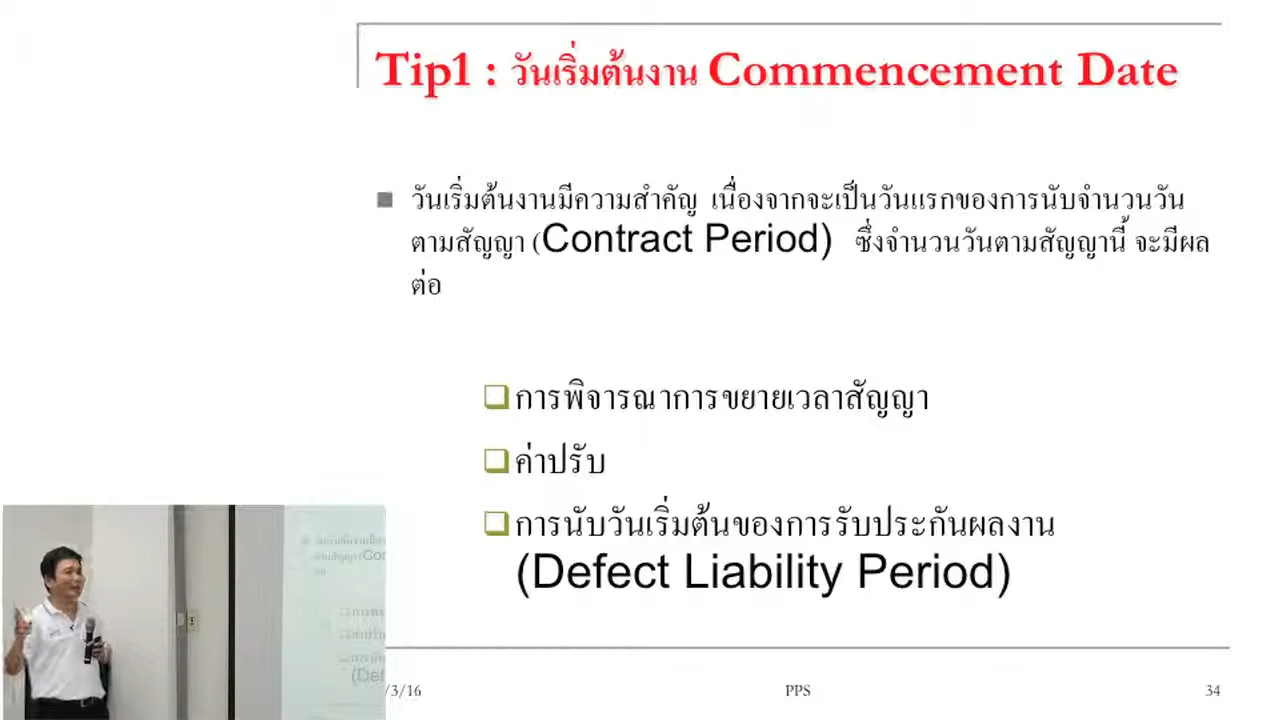 Tip1 : วันเริ่มต้นงาน Commencement Date
วันเริ่มต้นงานมีความสำคัญ เนื่องจากจะเป็นวันแรกของการนับจำนวนวัน
ตามสัญญา (Contract Period) ซึ่งจำนวนวันตามสัญญานี้ จะมีผล
ต่อ
การพิจารณาการขยายเวลาสัญญา
ค่าปรับ
การนับวันเริ่มต้นของการรับประกันผลงาน
(Defect Liability Period)
/3/16
PPS
34